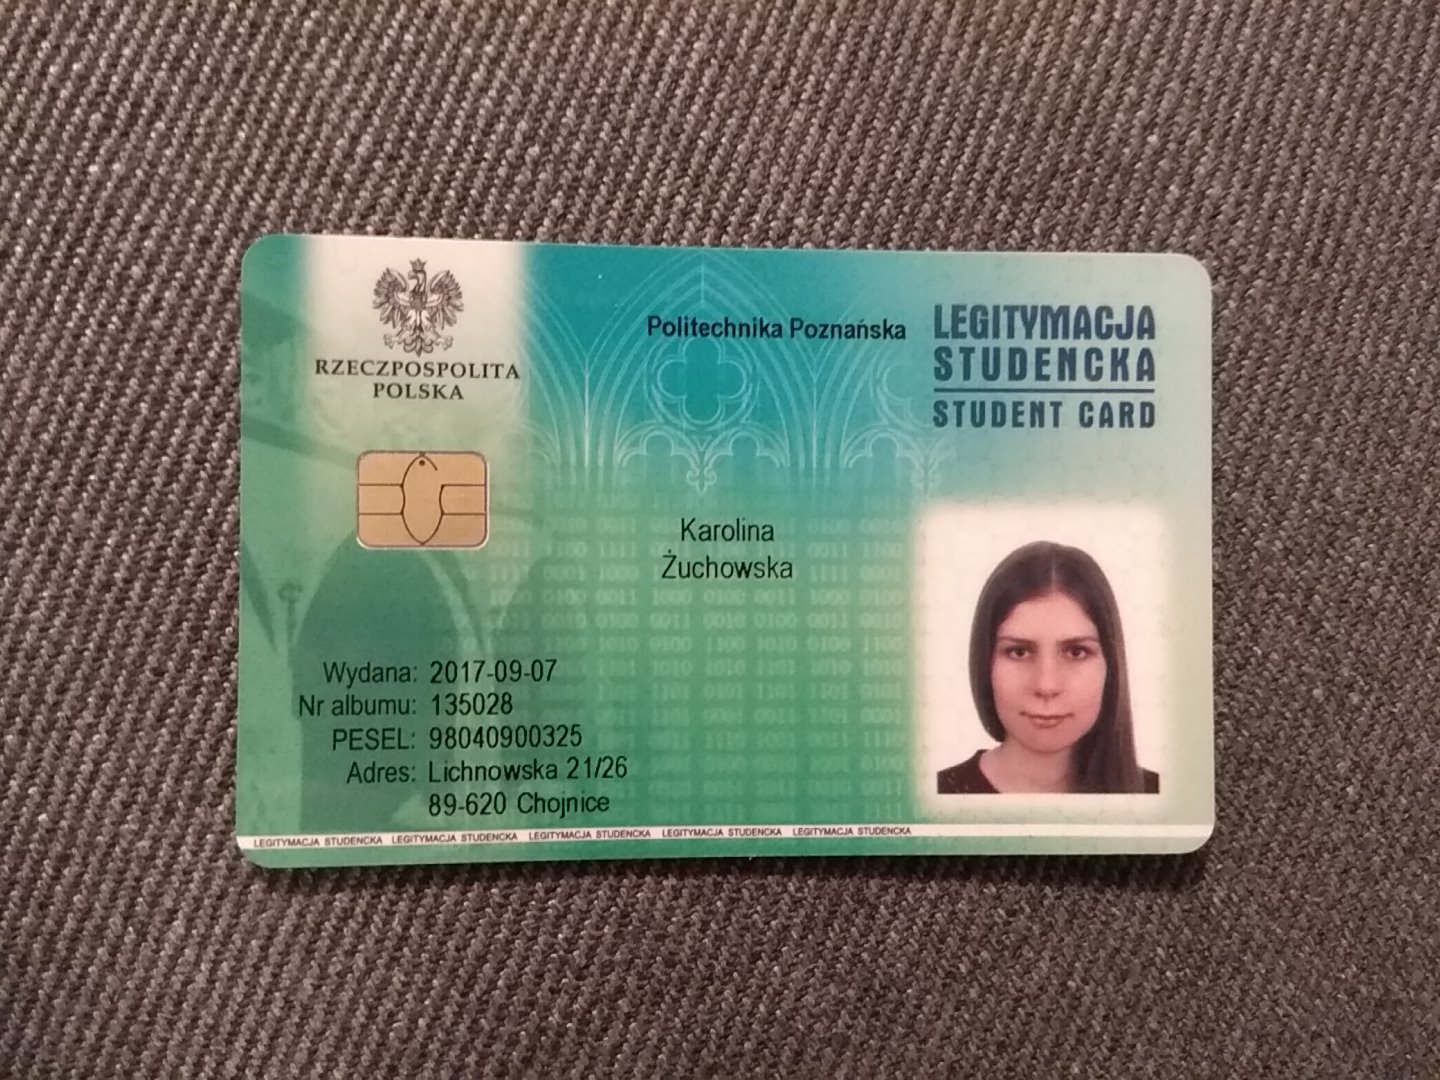 RZECZPOSPOLITA
POLSKA
Politechnika Poznańska
LEGITYMACJA
STUDENCKA
STUDENT CARD
Karolina
Żuchowska
Wydana: 2017-09-07
Nr albumu: 135028
PESEL: 98040900325
Adres: Lichnowska 21/26
89-620 Chojnice
LEGITYMACJA STUDENCKA LEGITYMACJA STUDENCKA LEGITYMACJA STUDENCKA LEGITYMACJA STUDENCKA LEGITYMACJA STUDENCKA